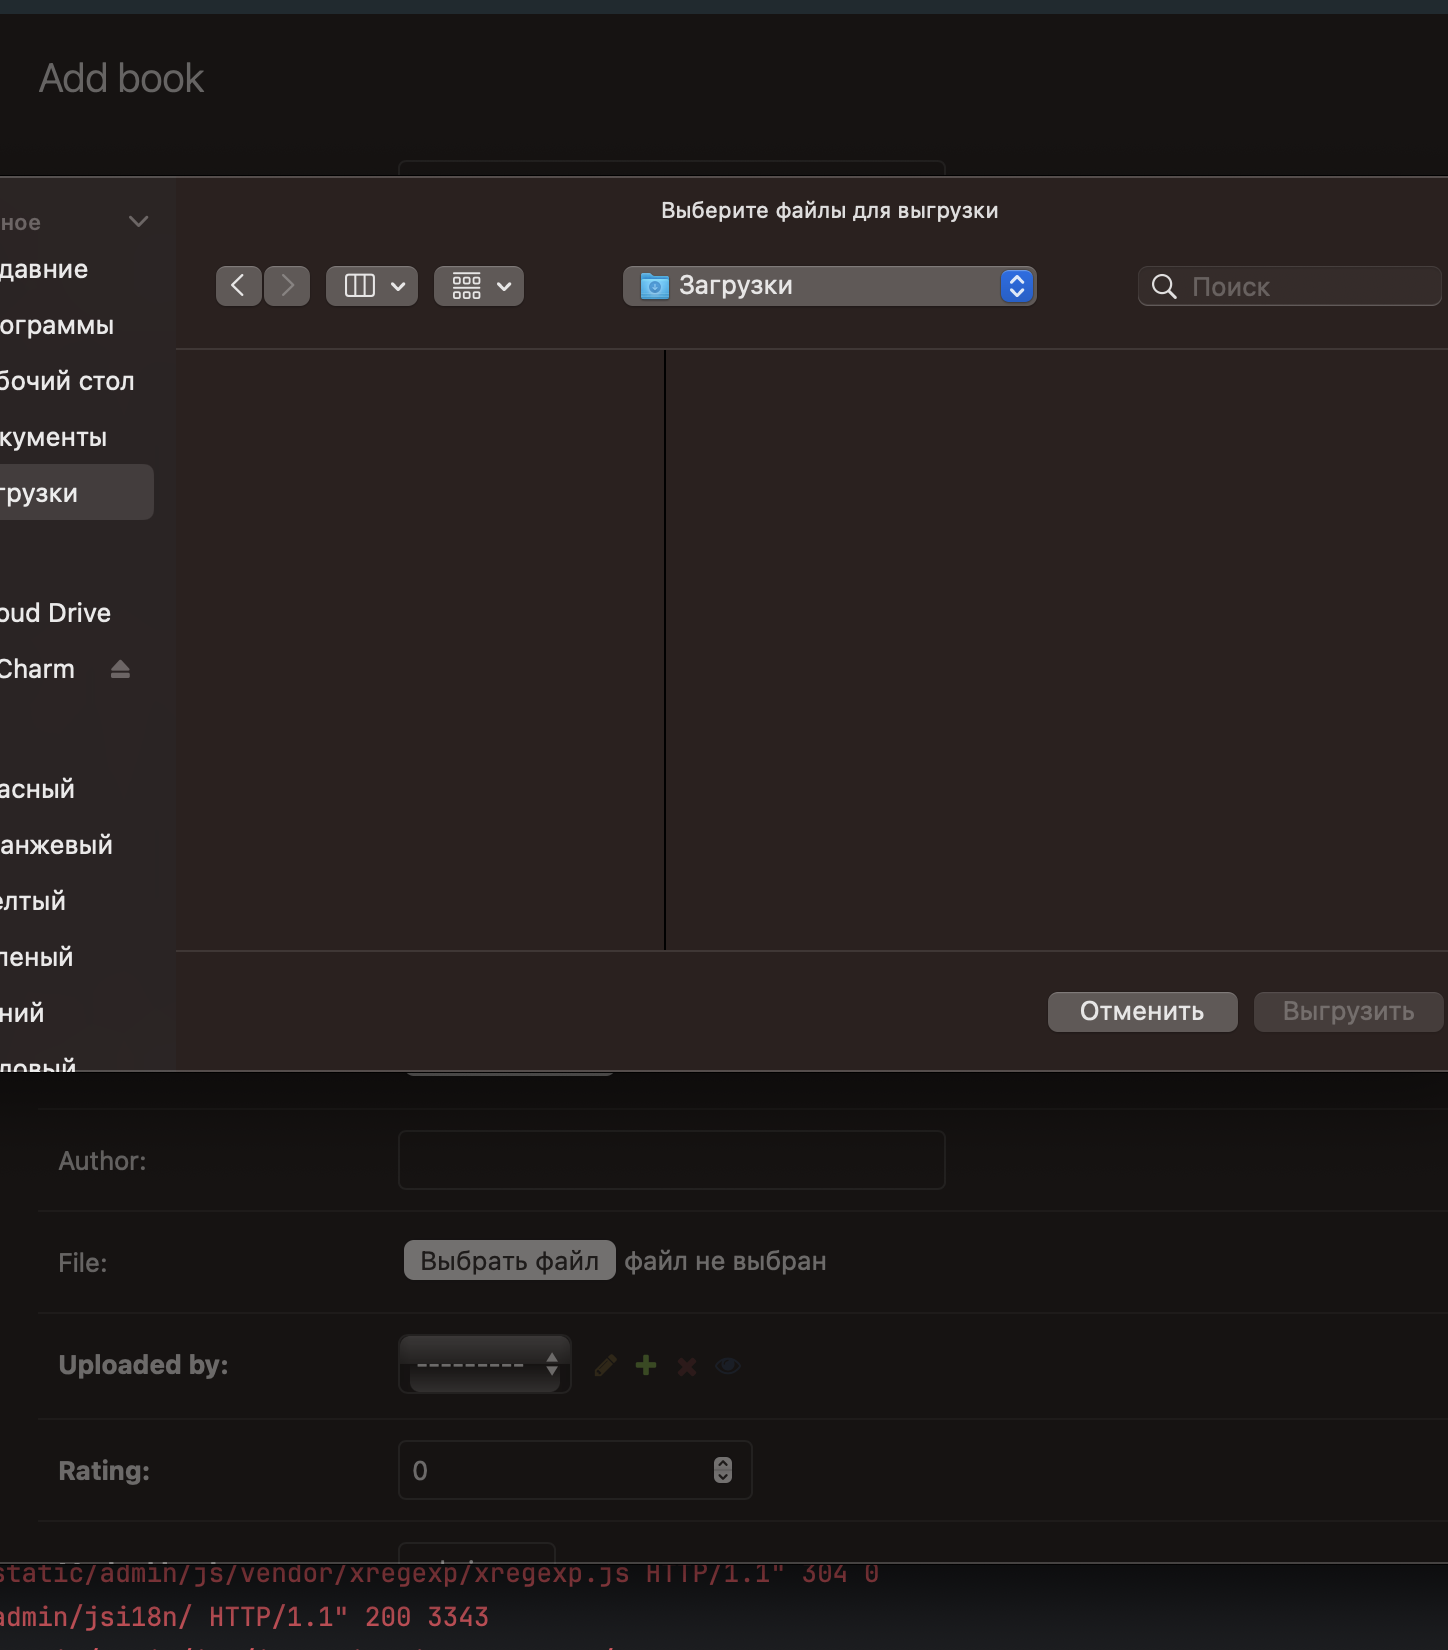 Add book
Выберите файлы для выгрузки
ное
давние
ограммы
бочий стол
кументы
грузки
oud Drive
Charm
асный
анжевый
елтый
леный
ний
ловый
Загрузки
Поиск
Отменить
Выгрузить
Author:
File:
Выбрать файл файл не выбран
Uploaded by:
---------
Rating:
0
static/admin/js/vendor/xregexp/xregexp.js HTTP/1.1" 304 0
admin/jsi18n/ HTTP/1.1" 200 3343